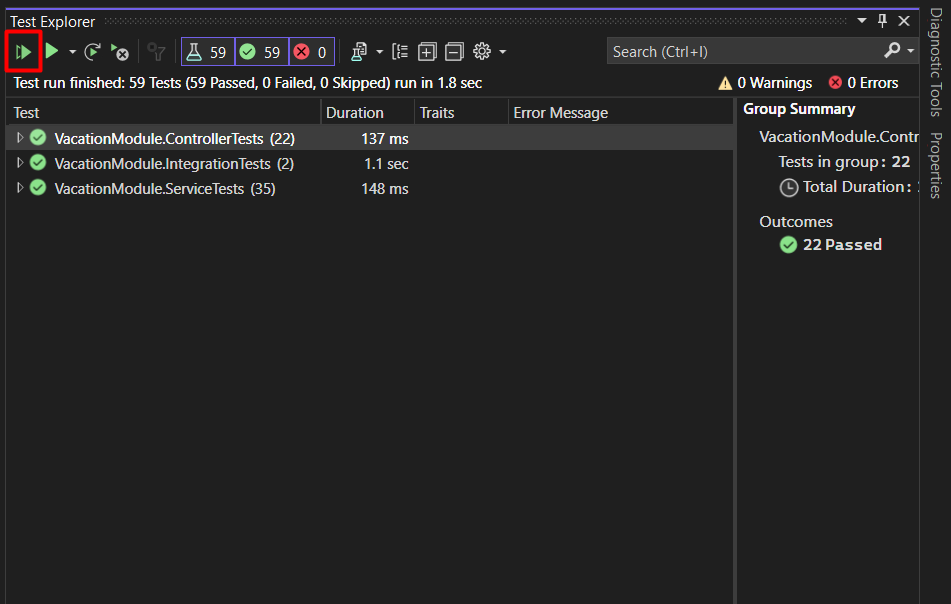 Test Explorer
59 59 0
Search (Ctrl+I)
Test run finished: 59 Tests (59 Passed, 0 Failed, 0 Skipped) run in 1.8 sec
0 Warnings 0 Errors
Test Duration Traits Error Message
VacationModule.ControllerTests (22) 137 ms
VacationModule.IntegrationTests (2) 1.1 sec
VacationModule.ServiceTests (35) 148 ms
Group Summary
VacationModule.Contr
Tests in group: 22
Total Duration:
Outcomes
22 Passed
Diagnostic Tools
Properties